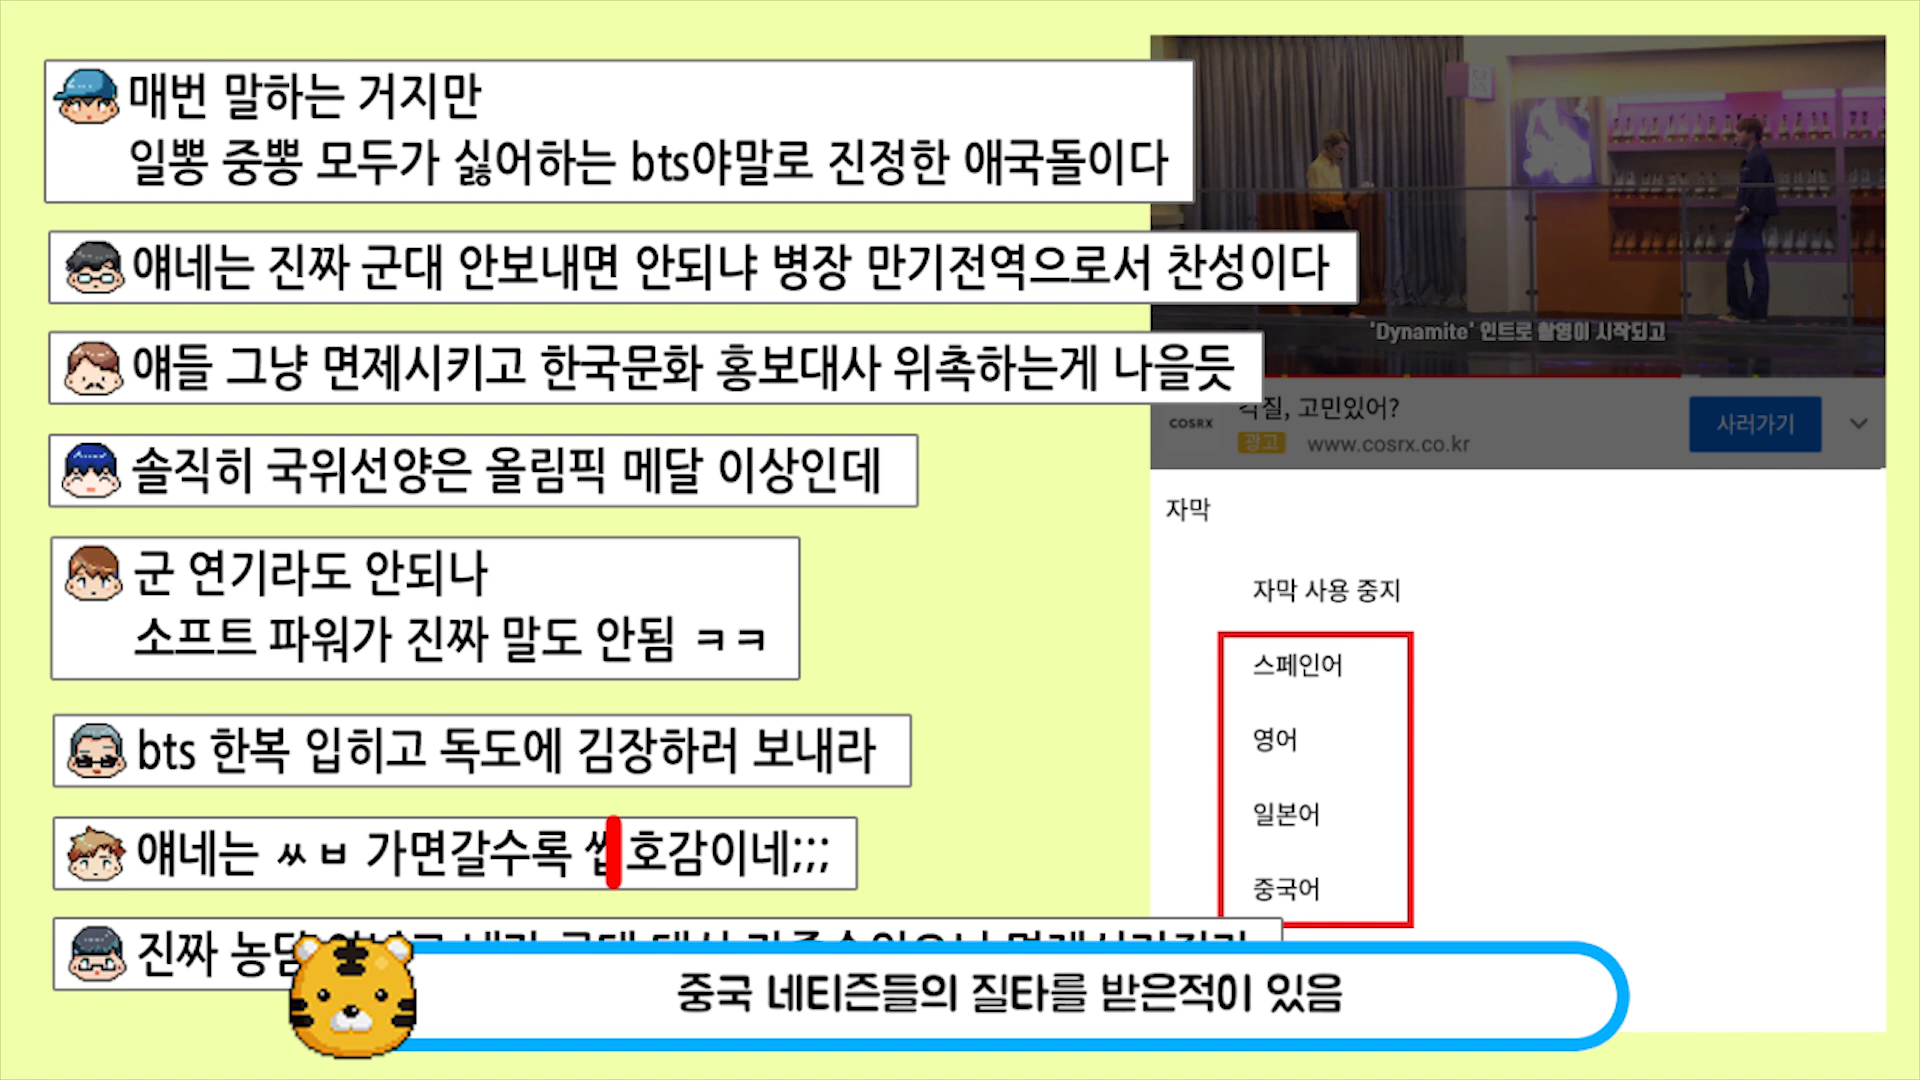 매번 말하는 거지만
일뽕 중뽕 모두가 싫어하는 bts야말로 진정한 애국돌이다
얘네는 진짜 군대 안보내면 안되냐 병장 만기전역으로서 찬성이다
얘들 그냥 면제시키고 한국문화 홍보대사 위촉하는게 나을듯
솔직히 국위선양은 올림픽 메달 이상인데
군 연기라도 안되나
소프트 파워가 진짜 말도 안됨 ㅋㅋ
bts 한복 입히고 독도에 김장하러 보내라
얘네는 ㅆㅂ 가면갈수록 씹호감이네;;;
진짜 농담
'Dynamite' 인트로 촬영이 시작되고
COSRX
각질, 고민있어?
광고 www.cosrx.co.kr
사러가기
자막
자막 사용 중지
스페인어
영어
일본어
중국어
중국 네티즌들의 질타를 받은적이 있음